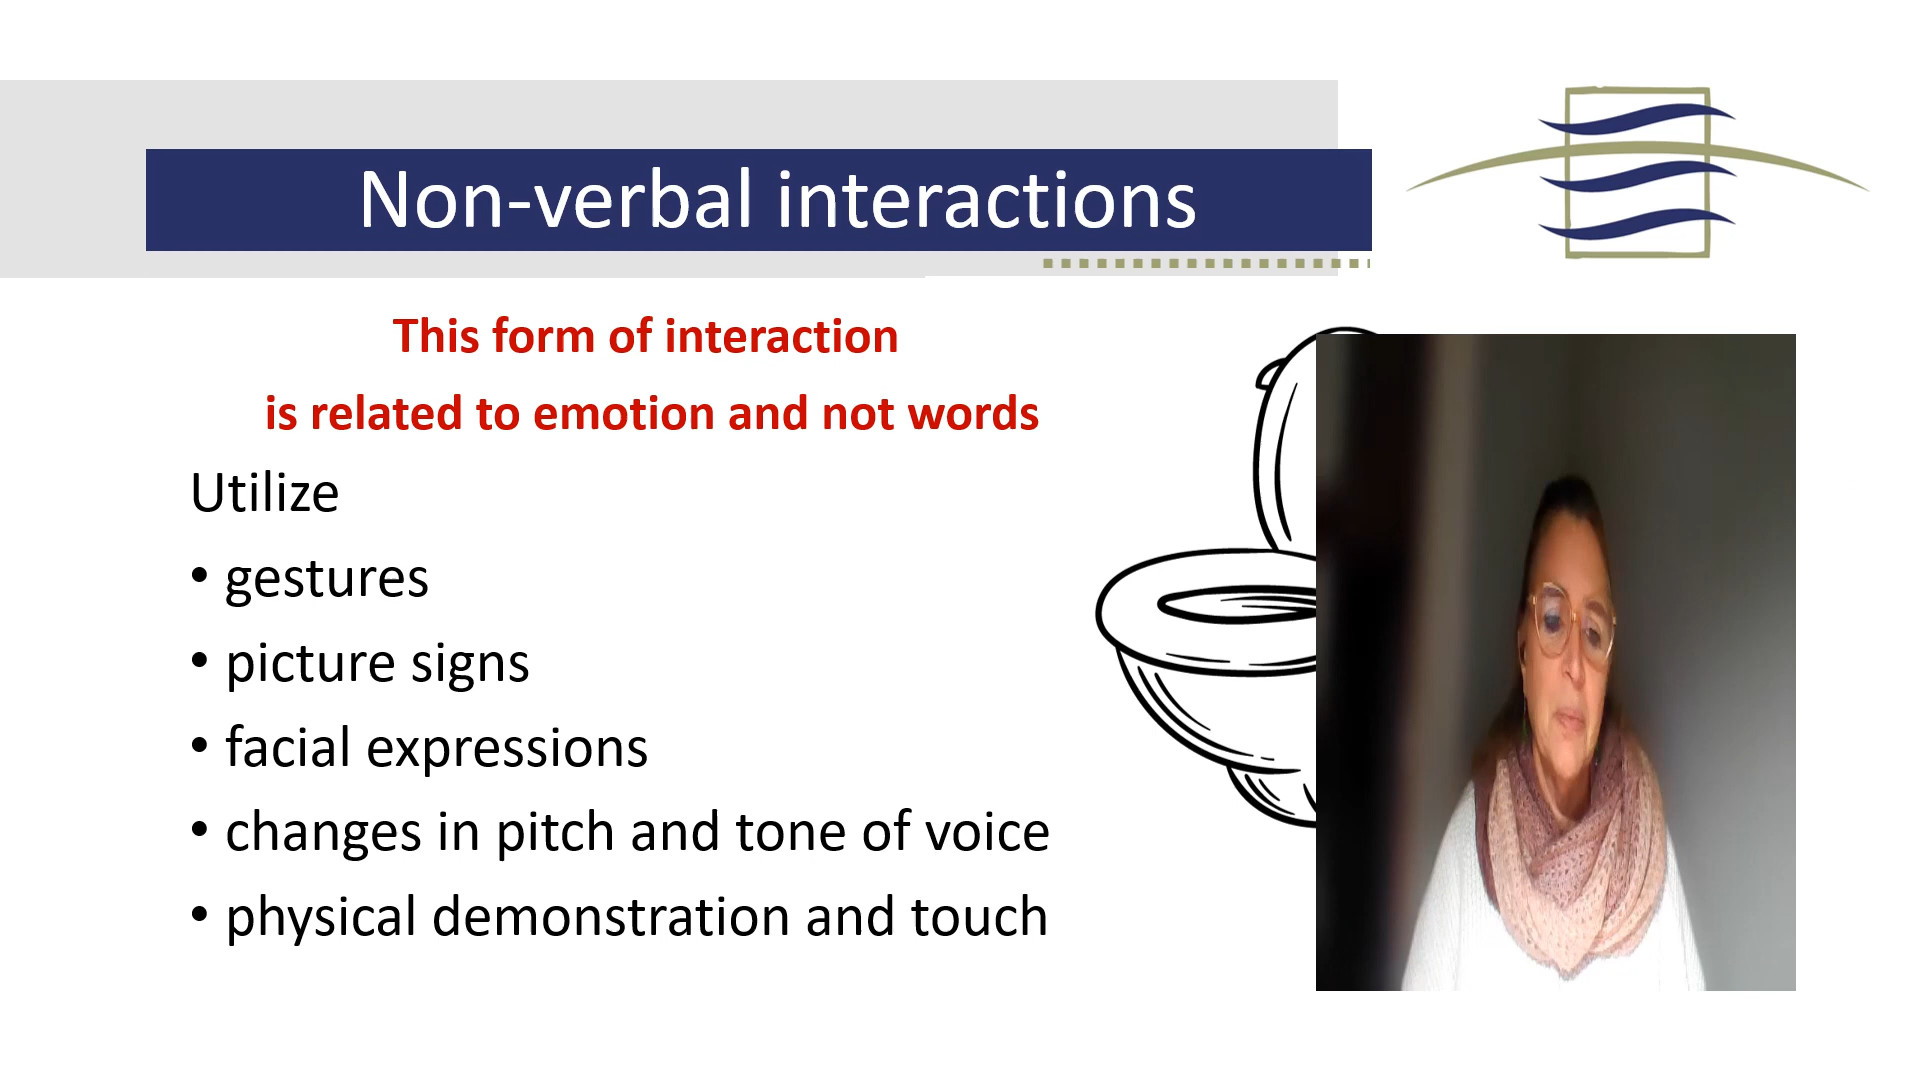 Non-verbal interactions
This form of interaction
is related to emotion and not words
Utilize
• gestures
• picture signs
• facial expressions
• changes in pitch and tone of voice
• physical demonstration and touch